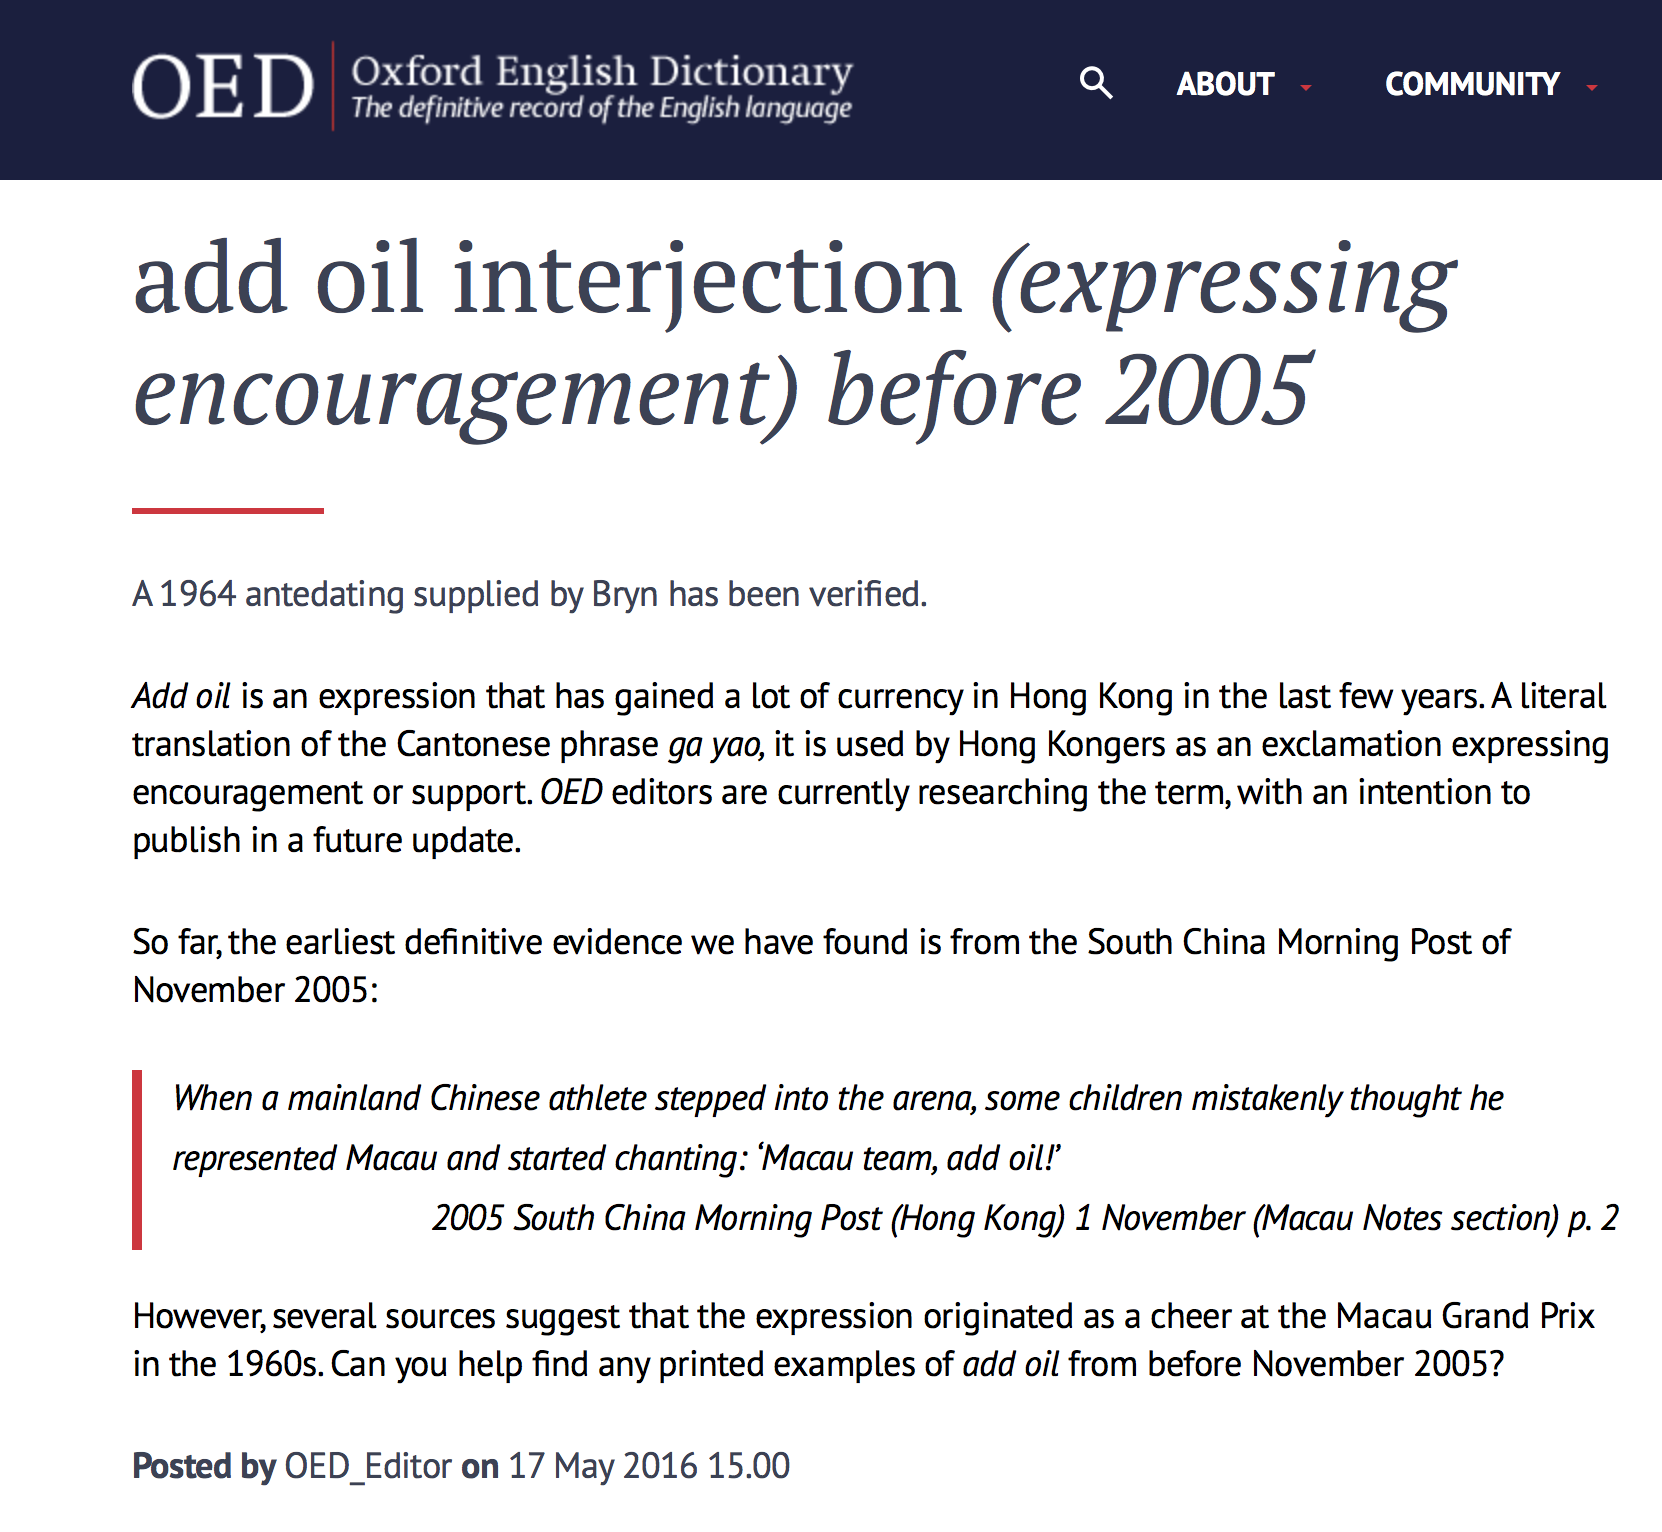 OED Oxford English Dictionary
The definitive record of the English language
ABOUT
COMMUNITY
add oil interjection (expressing
encouragement) before 2005
A 1964 antedating supplied by Bryn has been verified.
Add oil is an expression that has gained a lot of currency in Hong Kong in the last few years. A literal
translation of the Cantonese phrase ga yao, it is used by Hong Kongers as an exclamation expressing
encouragement or support. OED editors are currently researching the term, with an intention to
publish in a future update.
So far, the earliest definitive evidence we have found is from the South China Morning Post of
November 2005:
When a mainland Chinese athlete stepped into the arena, some children mistakenly thought he
represented Macau and started chanting: ‘Macau team, add oil!’
2005 South China Morning Post (Hong Kong) 1 November (Macau Notes section) p. 2
However, several sources suggest that the expression originated as a cheer at the Macau Grand Prix
in the 1960s. Can you help find any printed examples of add oil from before November 2005?
Posted by OED_Editor on 17 May 2016 15.00